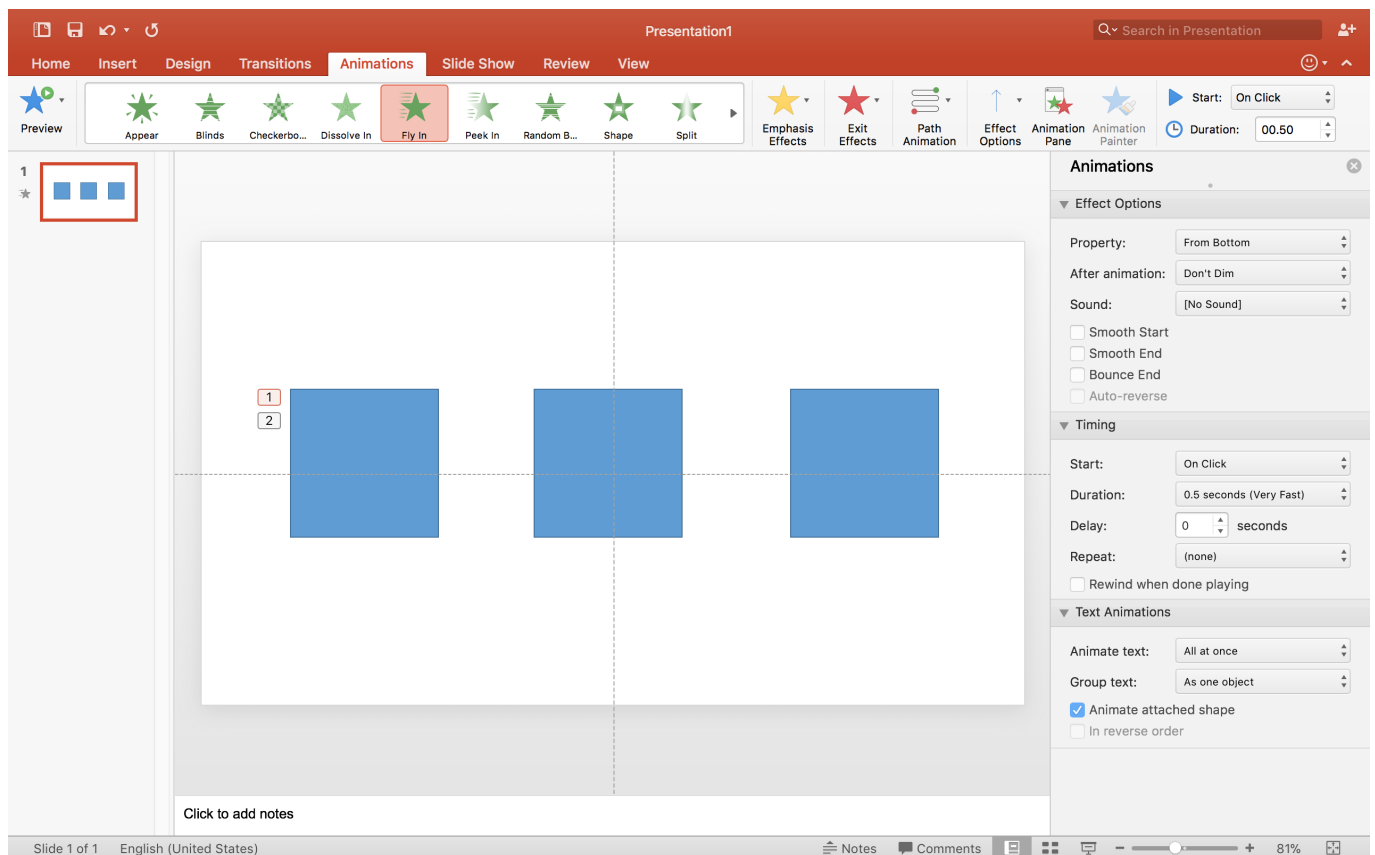 Presentation1
Search in Presentation
Home Insert Design Transitions Animations Slide Show Review View
Preview
Appear Blinds Checkerbo... Dissolve In Fly In Peek In Random B... Shape Split
Emphasis Effects
Exit Effects
Path Animation
Effect Options
Animation Pane
Animation Painter
Start: On Click
Duration: 00.50
1
1
2
Animations
Effect Options
Property: From Bottom
After animation: Don't Dim
Sound: [No Sound]
Smooth Start
Smooth End
Bounce End
Auto-reverse
Timing
Start: On Click
Duration: 0.5 seconds (Very Fast)
Delay: 0 seconds
Repeat: (none)
Rewind when done playing
Text Animations
Animate text: All at once
Group text: As one object
Animate attached shape
In reverse order
Click to add notes
Slide 1 of 1 English (United States) Notes Comments 81%